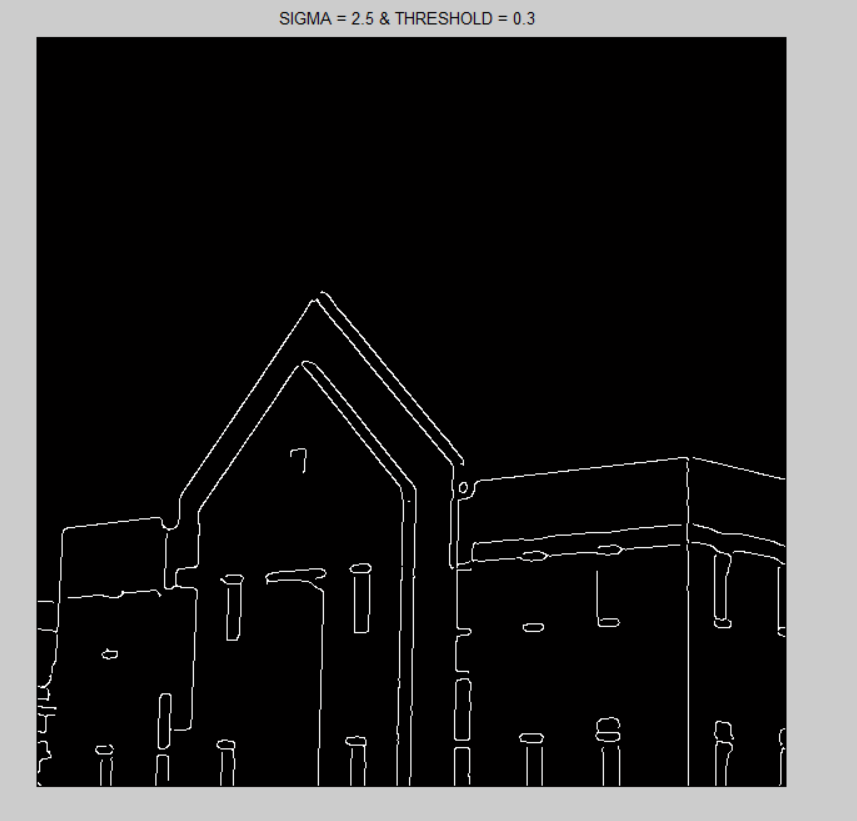 SIGMA = 2.5 & THRESHOLD = 0.3